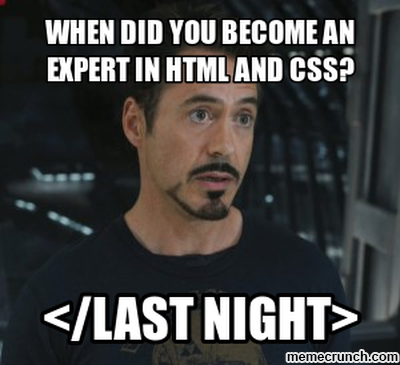 WHEN DID YOU BECOME AN
EXPERT IN HTML AND CSS?
</LAST NIGHT>
memecrunch.com